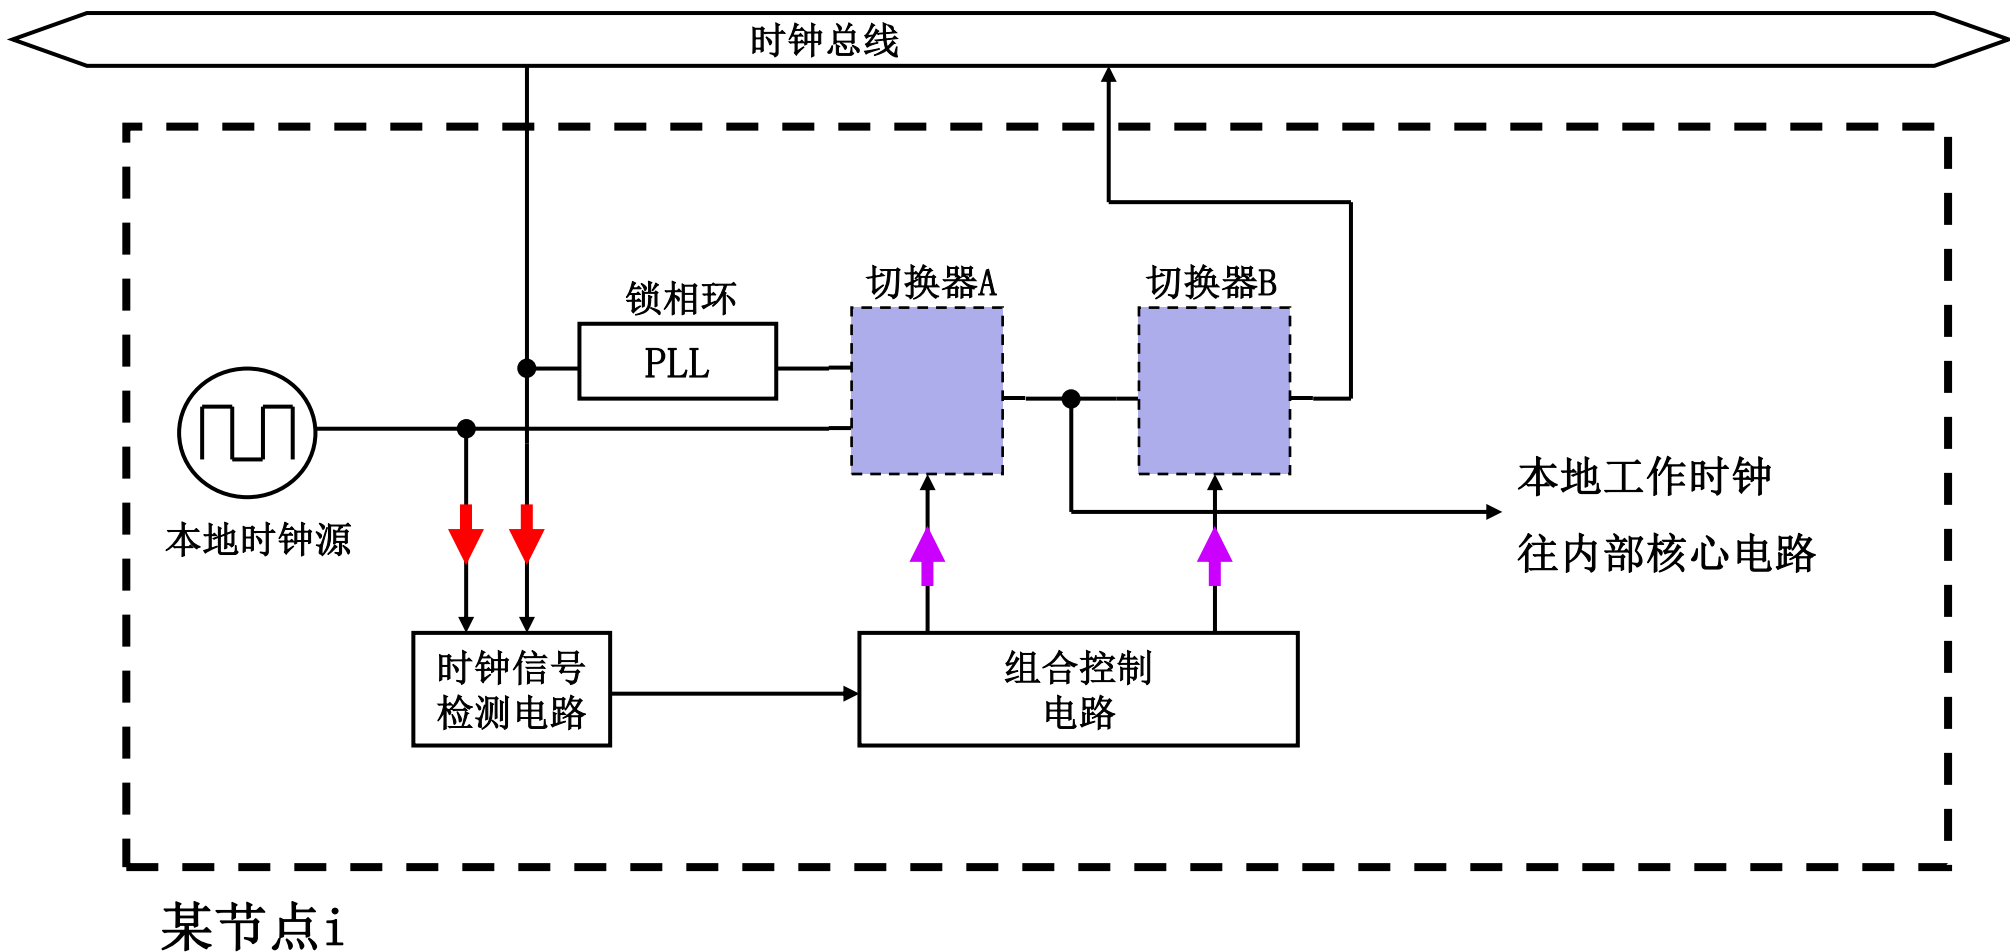 时钟总线
切换器A
切换器B
锁相环
PLL
本地时钟源
本地工作时钟
往内部核心电路
时钟信号
检测电路
组合控制
电路
某节点i